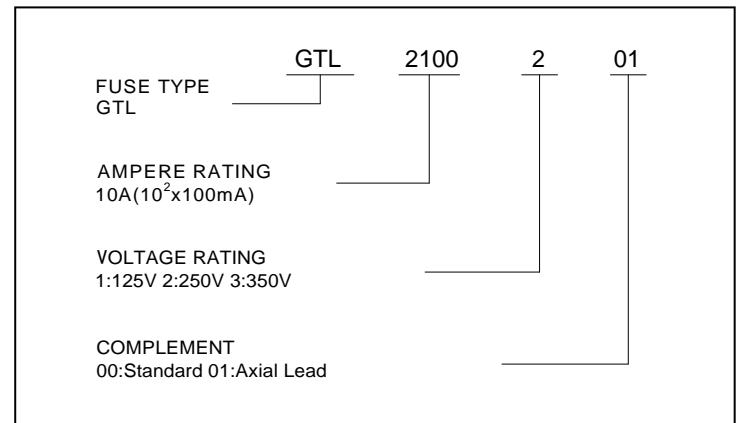 GTL 2100 2 01
FUSE TYPE
GTL
AMPERE RATING
10A(10²x100mA)
VOLTAGE RATING
1:125V 2:250V 3:350V
COMPLEMENT
00:Standard 01:Axial Lead